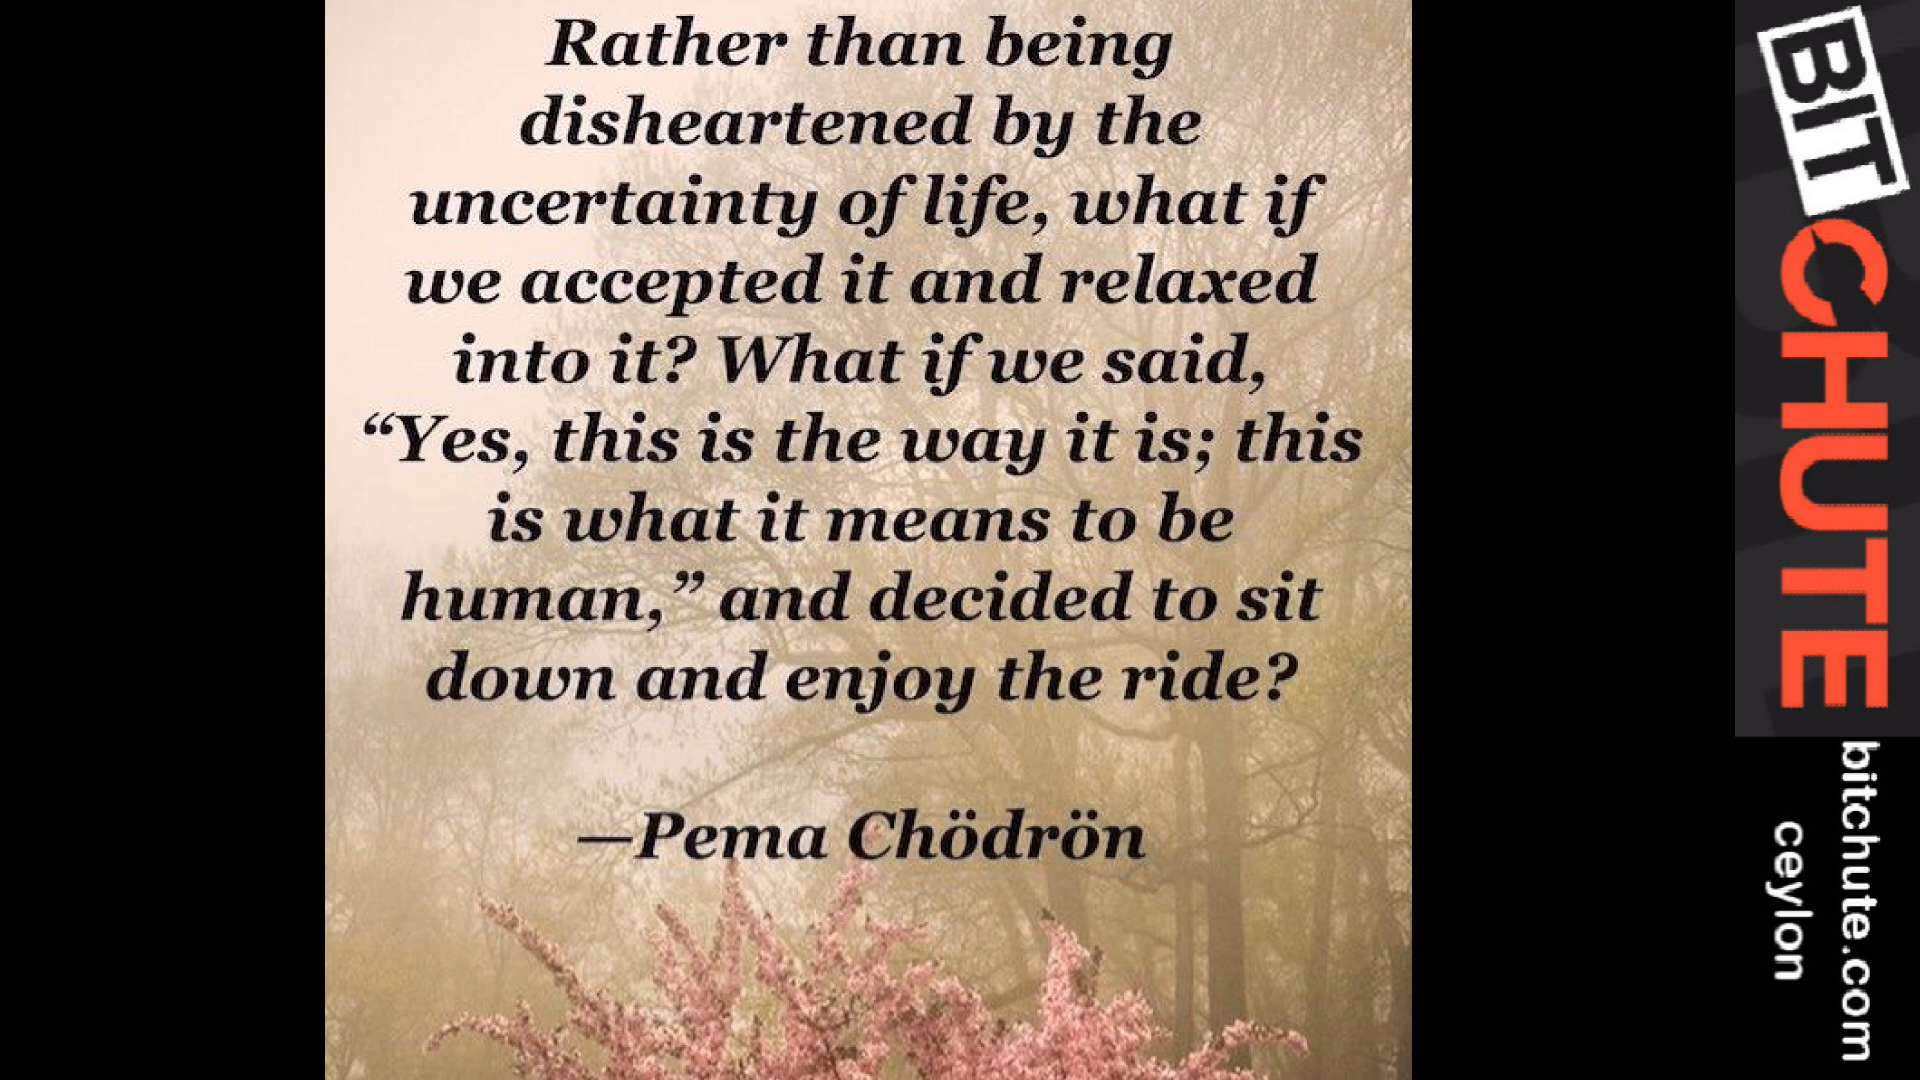 Rather than being
disheartened by the
uncertainty of life, what if
we accepted it and relaxed
into it? What if we said,
“Yes, this is the way it is; this
is what it means to be
human,” and decided to sit
down and enjoy the ride?
—Pema Chödrön
BITCHUTE
bitchute.com
ceylon